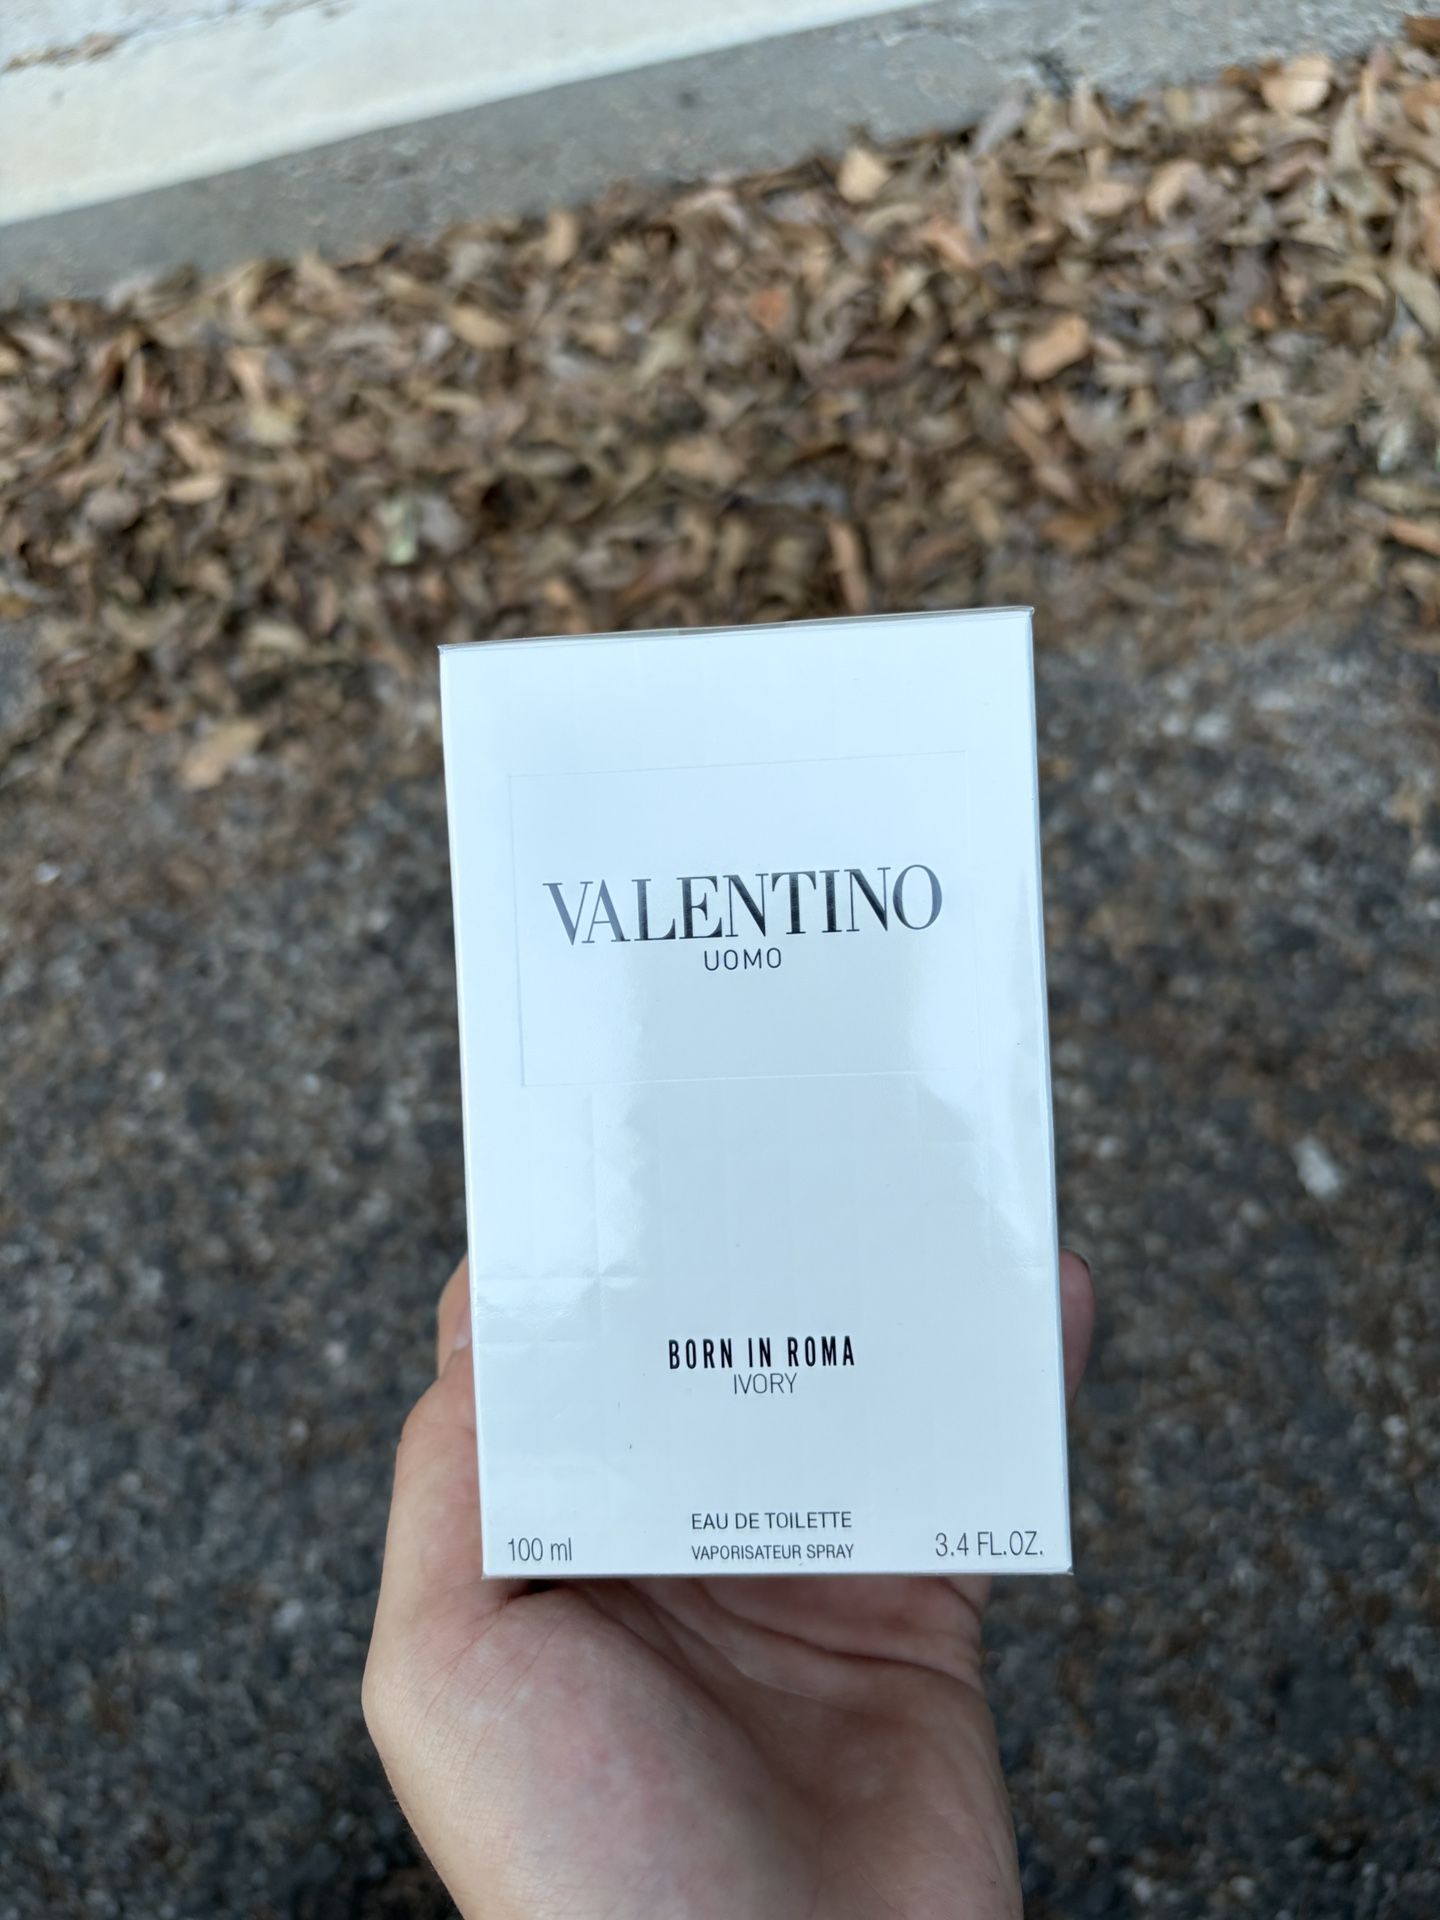 VALENTINO
UOMO
BORN IN ROMA
IVORY
EAU DE TOILETTE
100 ml VAPORISATEUR SPRAY 3.4 FL.OZ.